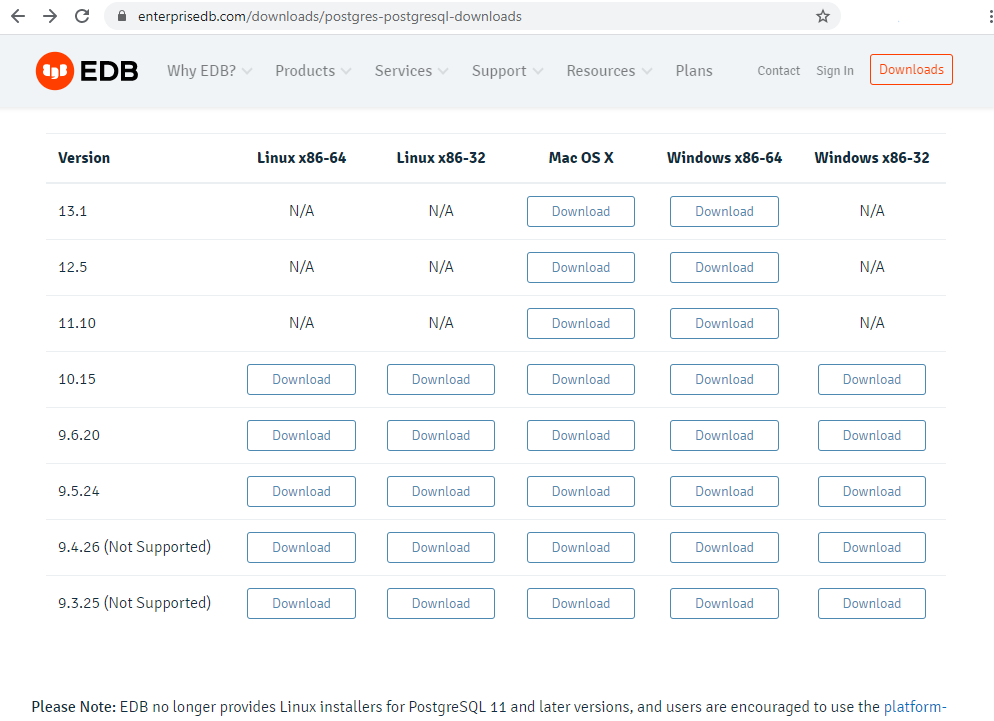 enterprisedb.com/downloads/postgres-postgresql-downloads
EDB Why EDB? Products Services Support Resources Plans Contact Sign In Downloads
Version Linux x86-64 Linux x86-32 Mac OS X Windows x86-64 Windows x86-32
13.1 N/A N/A Download Download N/A
12.5 N/A N/A Download Download N/A
11.10 N/A N/A Download Download N/A
10.15 Download Download Download Download Download
9.6.20 Download Download Download Download Download
9.5.24 Download Download Download Download Download
9.4.26 (Not Supported) Download Download Download Download Download
9.3.25 (Not Supported) Download Download Download Download Download
Please Note: EDB no longer provides Linux installers for PostgreSQL 11 and later versions, and users are encouraged to use the platform-